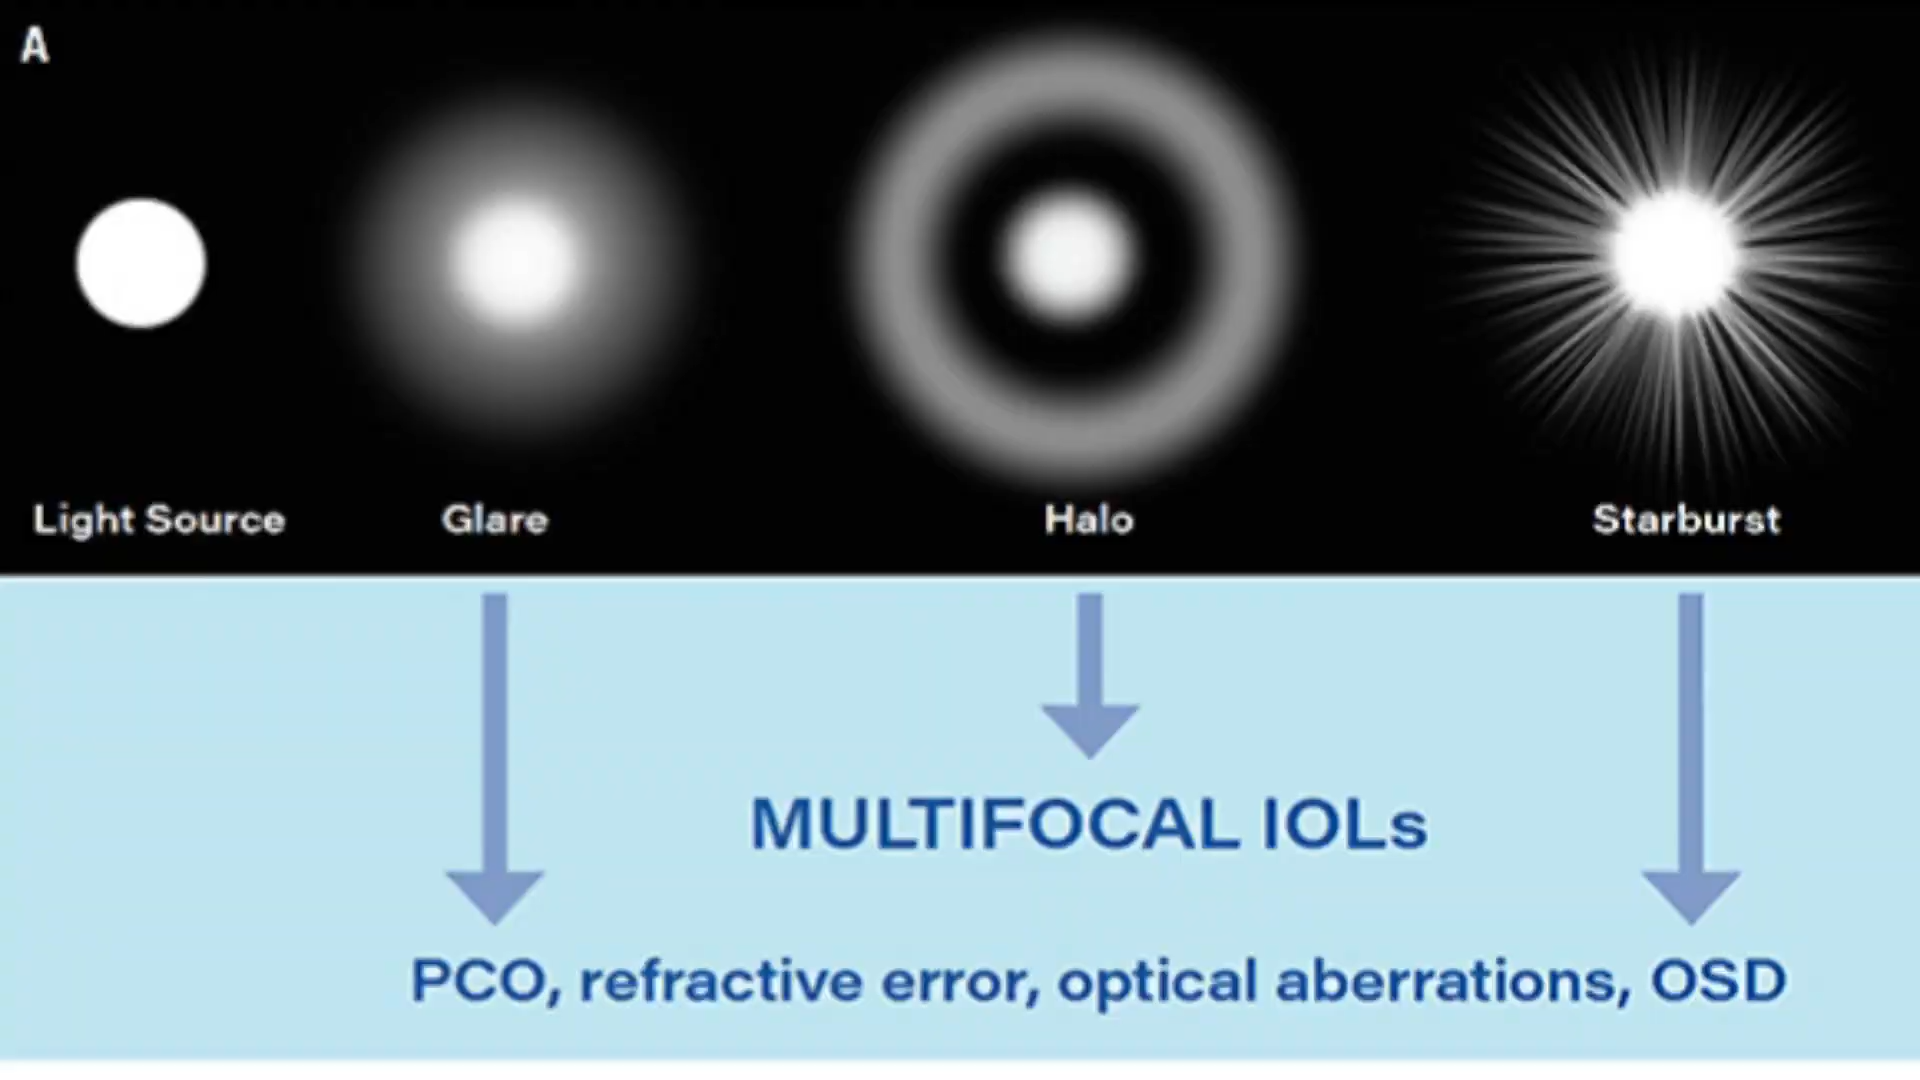 A
Light Source Glare Halo Starburst
MULTIFOCAL IOLs
PCO, refractive error, optical aberrations, OSD